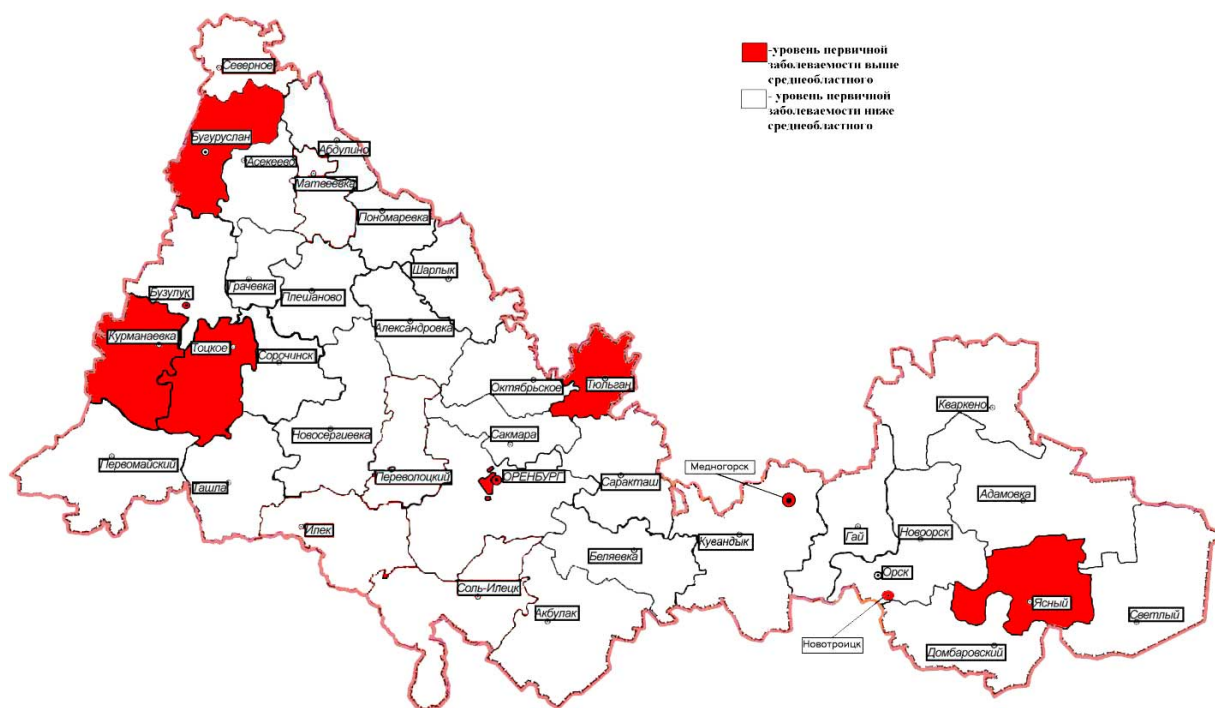 -уровень первичной
заболеваемости выше
среднеобластного
- уровень первичной
заболеваемости ниже
среднеобластного
Северное
Бугуруслан
Абдулино
Асекеево
Матвеевка
Пономаревка
Шарлык
Грачевка
Плешаново
Бузулук
Александровка
Курманаевка
Тоцкое
Сорочинск
Октябрьское
Тюльган
Кваркено
Новосергиевка
Сакмара
Первомайский
Переволоцкий
ОРЕНБУРГ
Медногорск
Саракташ
Ташла
Адамовка
Илек
Гай
Новоорск
Кувандык
Беляевка
Орск
Соль-Илецк
Акбулак
Ясный
Светлый
Новотроицк
Домбаровский